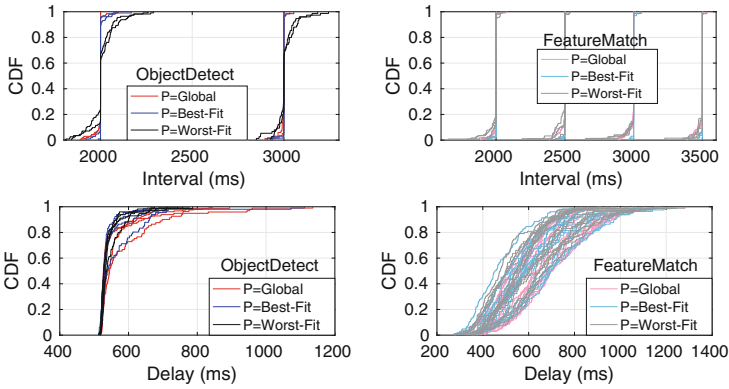 CDF
1
0.8
0.6
0.4
0.2
0
ObjectDetect
P=Global
P=Best-Fit
P=Worst-Fit
2000 2500 3000
Interval (ms)
CDF
1
0.8
0.6
0.4
0.2
0
FeatureMatch
P=Global
P=Best-Fit
P=Worst-Fit
2000 2500 3000 3500
Interval (ms)
CDF
1
0.8
0.6
0.4
0.2
0
ObjectDetect
P=Global
P=Best-Fit
P=Worst-Fit
400 600 800 1000 1200
Delay (ms)
CDF
1
0.8
0.6
0.4
0.2
0
FeatureMatch
P=Global
P=Best-Fit
P=Worst-Fit
200 400 600 800 1000 1200 1400
Delay (ms)